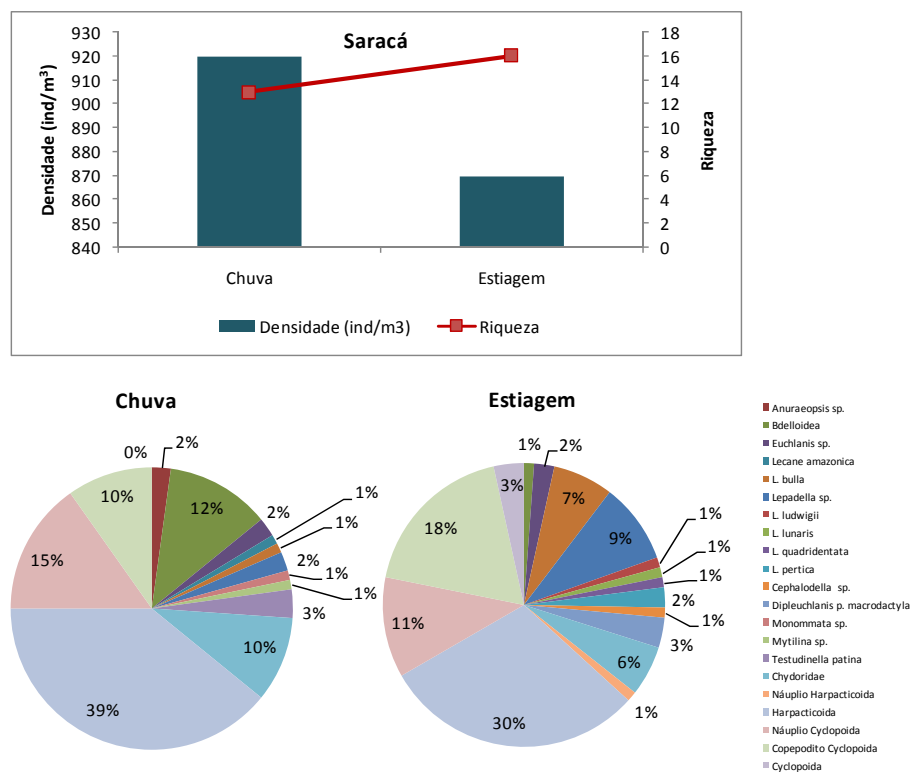 Saracá
930
920
910
900
890
880
870
860
850
840
Densidade (ind/m³)
18
16
14
12
10
8
6
4
2
0
Riqueza
Chuva Estiagem
Densidade (ind/m3) Riqueza
Chuva
0%
2%
12%
2%
1%
1%
2%
1%
1%
3%
10%
39%
15%
10%
Estiagem
1%
2%
7%
9%
1%
1%
1%
2%
1%
3%
6%
1%
30%
11%
18%
3%
Anuraeopsis sp.
Bdelloidea
Euchlanis sp.
Lecane amazonica
L. bulla
Lepadella sp.
L. ludwigii
L. lunaris
L. quadridentata
L. pertica
Cephalodella sp.
Dipleuchlanis p. macrodactyla
Monommata sp.
Mytilina sp.
Testudinella patina
Chydoridae
Náuplio Harpacticoida
Harpacticoida
Náuplio Cyclopoida
Copepodito Cyclopoida
Cyclopoida